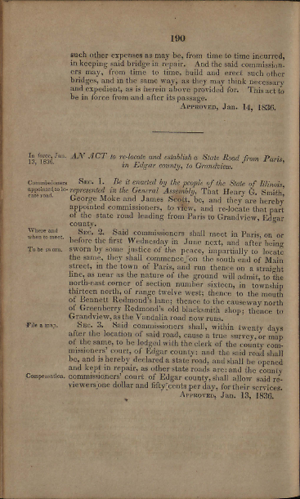 190
such other expenses as may be, from time to time incurred,
in keeping said bridge in repair. And the said commission-
ers may, from time to time, build and erect such other
bridges, and in the same way, as they may think necessary
and expedient, as is herein above provided for. This act to
be in force from and after its passage.
APPROVED, Jan. 14, 1836.
In force, Jan.
13, 1836.
AN ACT to re-locate and establish a State Road from Paris,
in Edgar county, to Grandview.
Commissioners
appointed to lo-
cate road.
SEC. 1. Be it enacted by the people of the State of Illinois,
represented in the General Assembly, That Henry G. Smith,
George Moke and James Scott, be, and they are hereby
appointed commissioners, to view, and re-locate that part
of the state road leading from Paris to Grandview, Edgar
county.
Where and
when to meet.
SEC. 2. Said commissioners shall meet in Paris, on or
before the first Wednesday in June next, and after being
To be sworn.
sworn by some justice of the peace, impartially to locate
the same, they shall commence on the south end of Main
street, in the town of Paris, and run thence on a straight
line, as near as the nature of the ground will admit, to the
north-east corner of section number sixteen, in township
thirteen north, of range twelve west; thence to the mouth
of Bennett Redmond's lane; thence to the causeway north
of Greenberry Redmond's old blacksmith shop; thence to
Grandview, as the Vandalia road now runs.
File a map.
SEC. 3. Said commissioners shall, within twenty days
after the location of said road, cause a true survey, or map
of the same, to be lodged with the clerk of the county com-
missioners' court, of Edgar county; and the said road shall
be, and is hereby declared a state road, and shall be opened
and kept in repair, as other state roads are: and the county
Compensation.
commissioners' court of Edgar county, shall allow said re-
viewers one dollar and fifty cents per day, for their services.
APPROVED, Jan. 13, 1836.